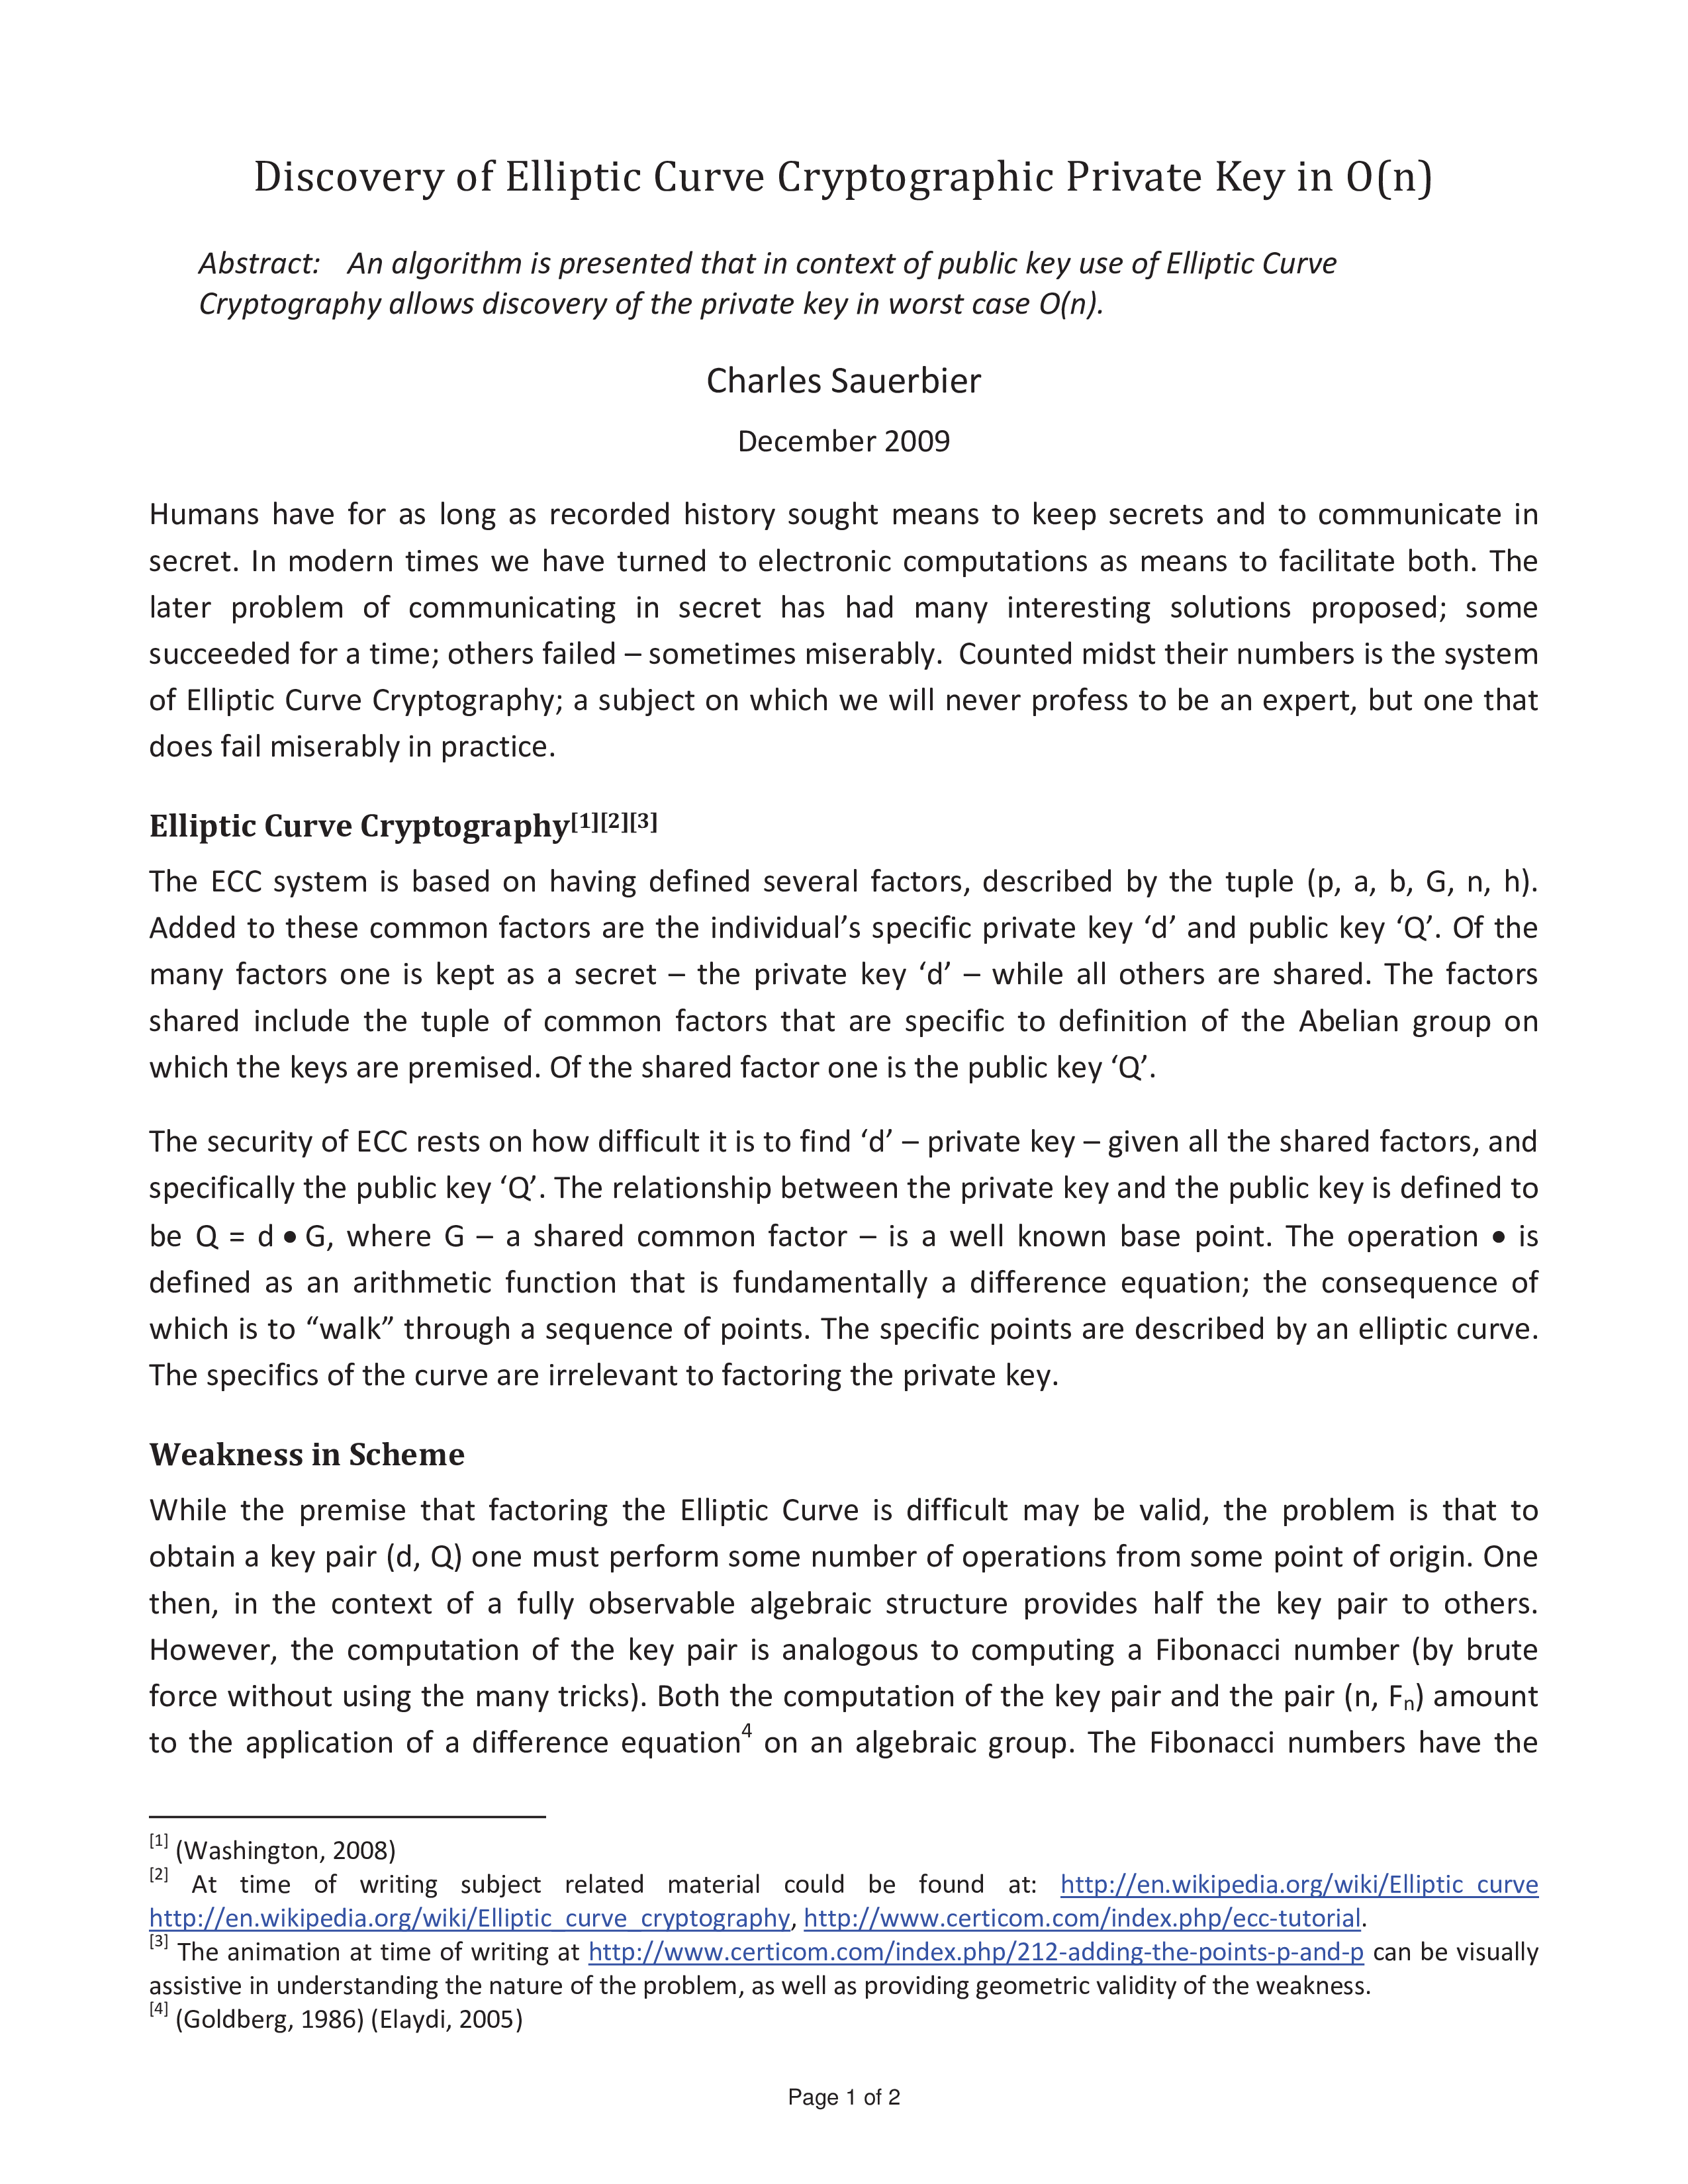 Discovery of Elliptic Curve Cryptographic Private Key in O(n)
Abstract: An algorithm is presented that in context of public key use of Elliptic Curve
Cryptography allows discovery of the private key in worst case O(n).
Charles Sauerbier
December 2009
Humans have for as long as recorded history sought means to keep secrets and to communicate in
secret. In modern times we have turned to electronic computations as means to facilitate both. The
later problem of communicating in secret has had many interesting solutions proposed; some
succeeded for a time; others failed – sometimes miserably. Counted midst their numbers is the system
of Elliptic Curve Cryptography; a subject on which we will never profess to be an expert, but one that
does fail miserably in practice.
Elliptic Curve Cryptography[1][2][3]
The ECC system is based on having defined several factors, described by the tuple (p, a, b, G, n, h).
Added to these common factors are the individual’s specific private key ‘d’ and public key ‘Q’. Of the
many factors one is kept as a secret – the private key ‘d’ – while all others are shared. The factors
shared include the tuple of common factors that are specific to definition of the Abelian group on
which the keys are premised. Of the shared factor one is the public key ‘Q’.
The security of ECC rests on how difficult it is to find ‘d’ – private key – given all the shared factors, and
specifically the public key ‘Q’. The relationship between the private key and the public key is defined to
be Q = d • G, where G – a shared common factor – is a well known base point. The operation • is
defined as an arithmetic function that is fundamentally a difference equation; the consequence of
which is to “walk” through a sequence of points. The specific points are described by an elliptic curve.
The specifics of the curve are irrelevant to factoring the private key.
Weakness in Scheme
While the premise that factoring the Elliptic Curve is difficult may be valid, the problem is that to
obtain a key pair (d, Q) one must perform some number of operations from some point of origin. One
then, in the context of a fully observable algebraic structure provides half the key pair to others.
However, the computation of the key pair is analogous to computing a Fibonacci number (by brute
force without using the many tricks). Both the computation of the key pair and the pair (n, Fn) amount
to the application of a difference equation4 on an algebraic group. The Fibonacci numbers have the
[1] (Washington, 2008)
[2] At time of writing subject related material could be found at: http://en.wikipedia.org/wiki/Elliptic_curve
http://en.wikipedia.org/wiki/Elliptic_curve_cryptography, http://www.certicom.com/index.php/ecc-tutorial.
[3] The animation at time of writing at http://www.certicom.com/index.php/212-adding-the-points-p-and-p can be visually
assistive in understanding the nature of the problem, as well as providing geometric validity of the weakness.
[4] (Goldberg, 1986) (Elaydi, 2005)
Page 1 of 2